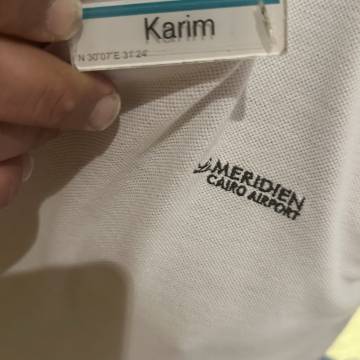 Karim
N 30°07'E 31°24'
MERIDIEN
CAIRO AIRPORT